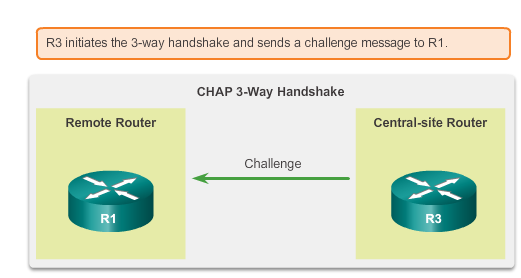 R3 initiates the 3-way handshake and sends a challenge message to R1.
CHAP 3-Way Handshake
Remote Router
Central-site Router
Challenge
R1
R3